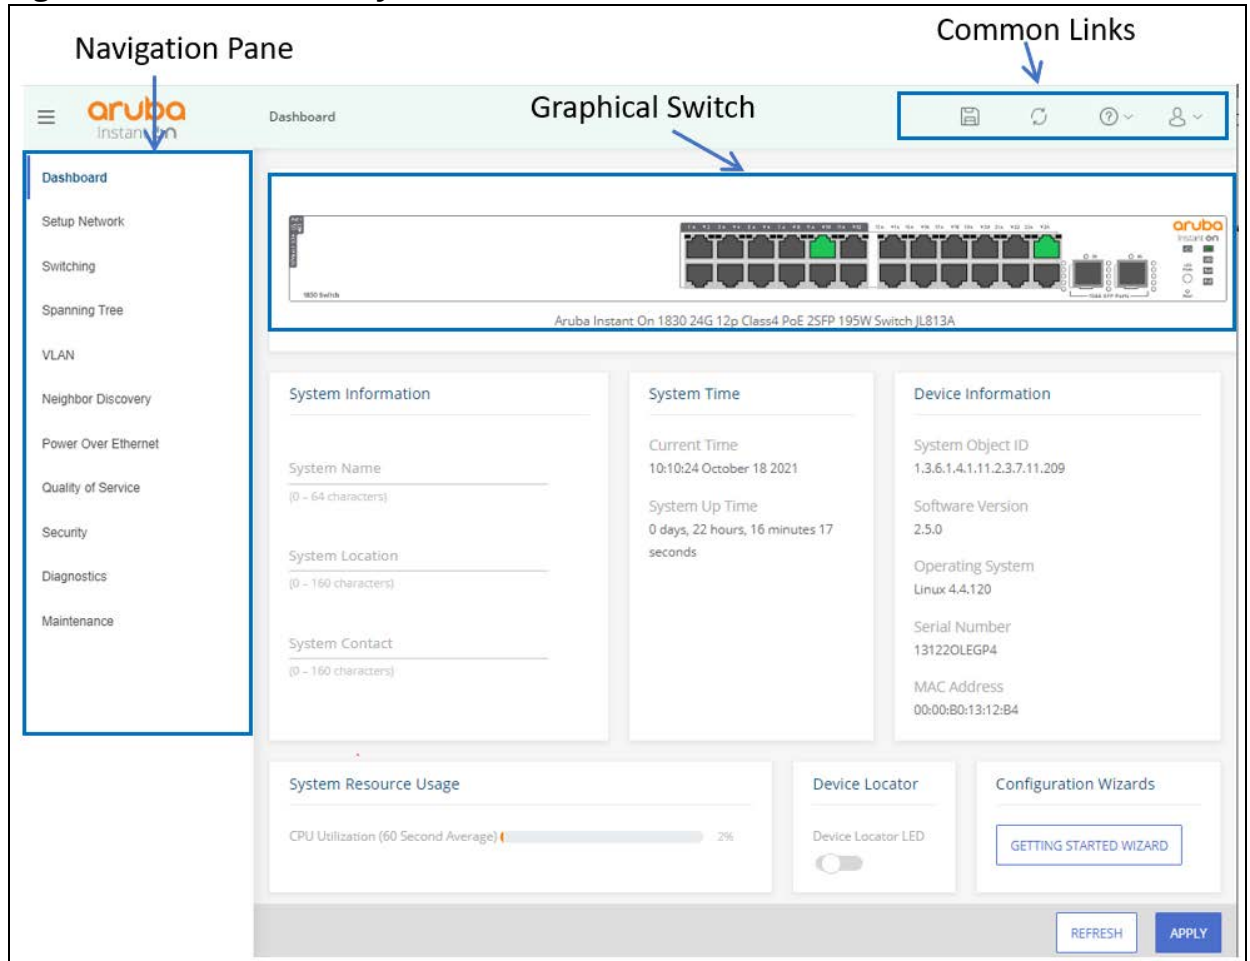 Navigation Pane
Common Links
Graphical Switch
aruba
instant on
Dashboard
Dashboard
Setup Network
Switching
Spanning Tree
VLAN
Neighbor Discovery
Power Over Ethernet
Quality of Service
Security
Diagnostics
Maintenance
aruba
instant on
1830 Switch
Aruba Instant On 1830 24G 12p Class4 PoE 2SFP 195W Switch JL813A
System Information
System Name
(0 – 64 characters)
System Location
(0 – 160 characters)
System Contact
(0 – 160 characters)
System Time
Current Time
10:10:24 October 18 2021
System Up Time
0 days, 22 hours, 16 minutes 17
seconds
Device Information
System Object ID
1.3.6.1.4.1.11.2.3.7.11.209
Software Version
2.5.0
Operating System
Linux 4.4.120
Serial Number
13122OLEGP4
MAC Address
00:00:B0:13:12:B4
System Resource Usage
CPU Utilization (60 Second Average)
2%
Device Locator
Device Locator LED
Configuration Wizards
GETTING STARTED WIZARD
REFRESH
APPLY